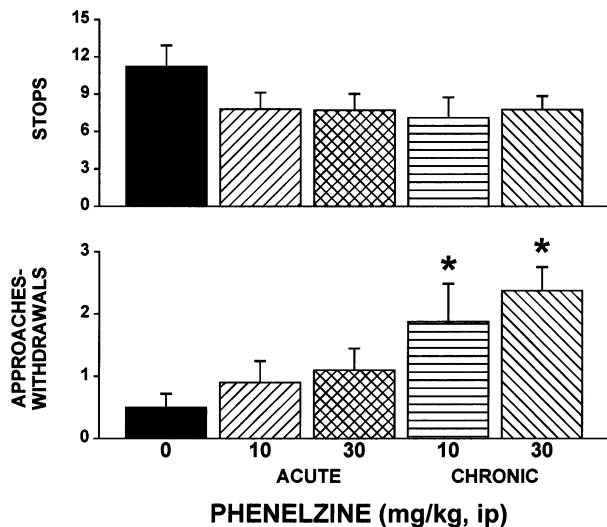 15
12
9
6
3
0
STOPS
3
2
1
0
APPROACHES-
WITHDRAWALS
*
*
0 10 30 10 30
ACUTE CHRONIC
PHENELZINE (mg/kg, ip)